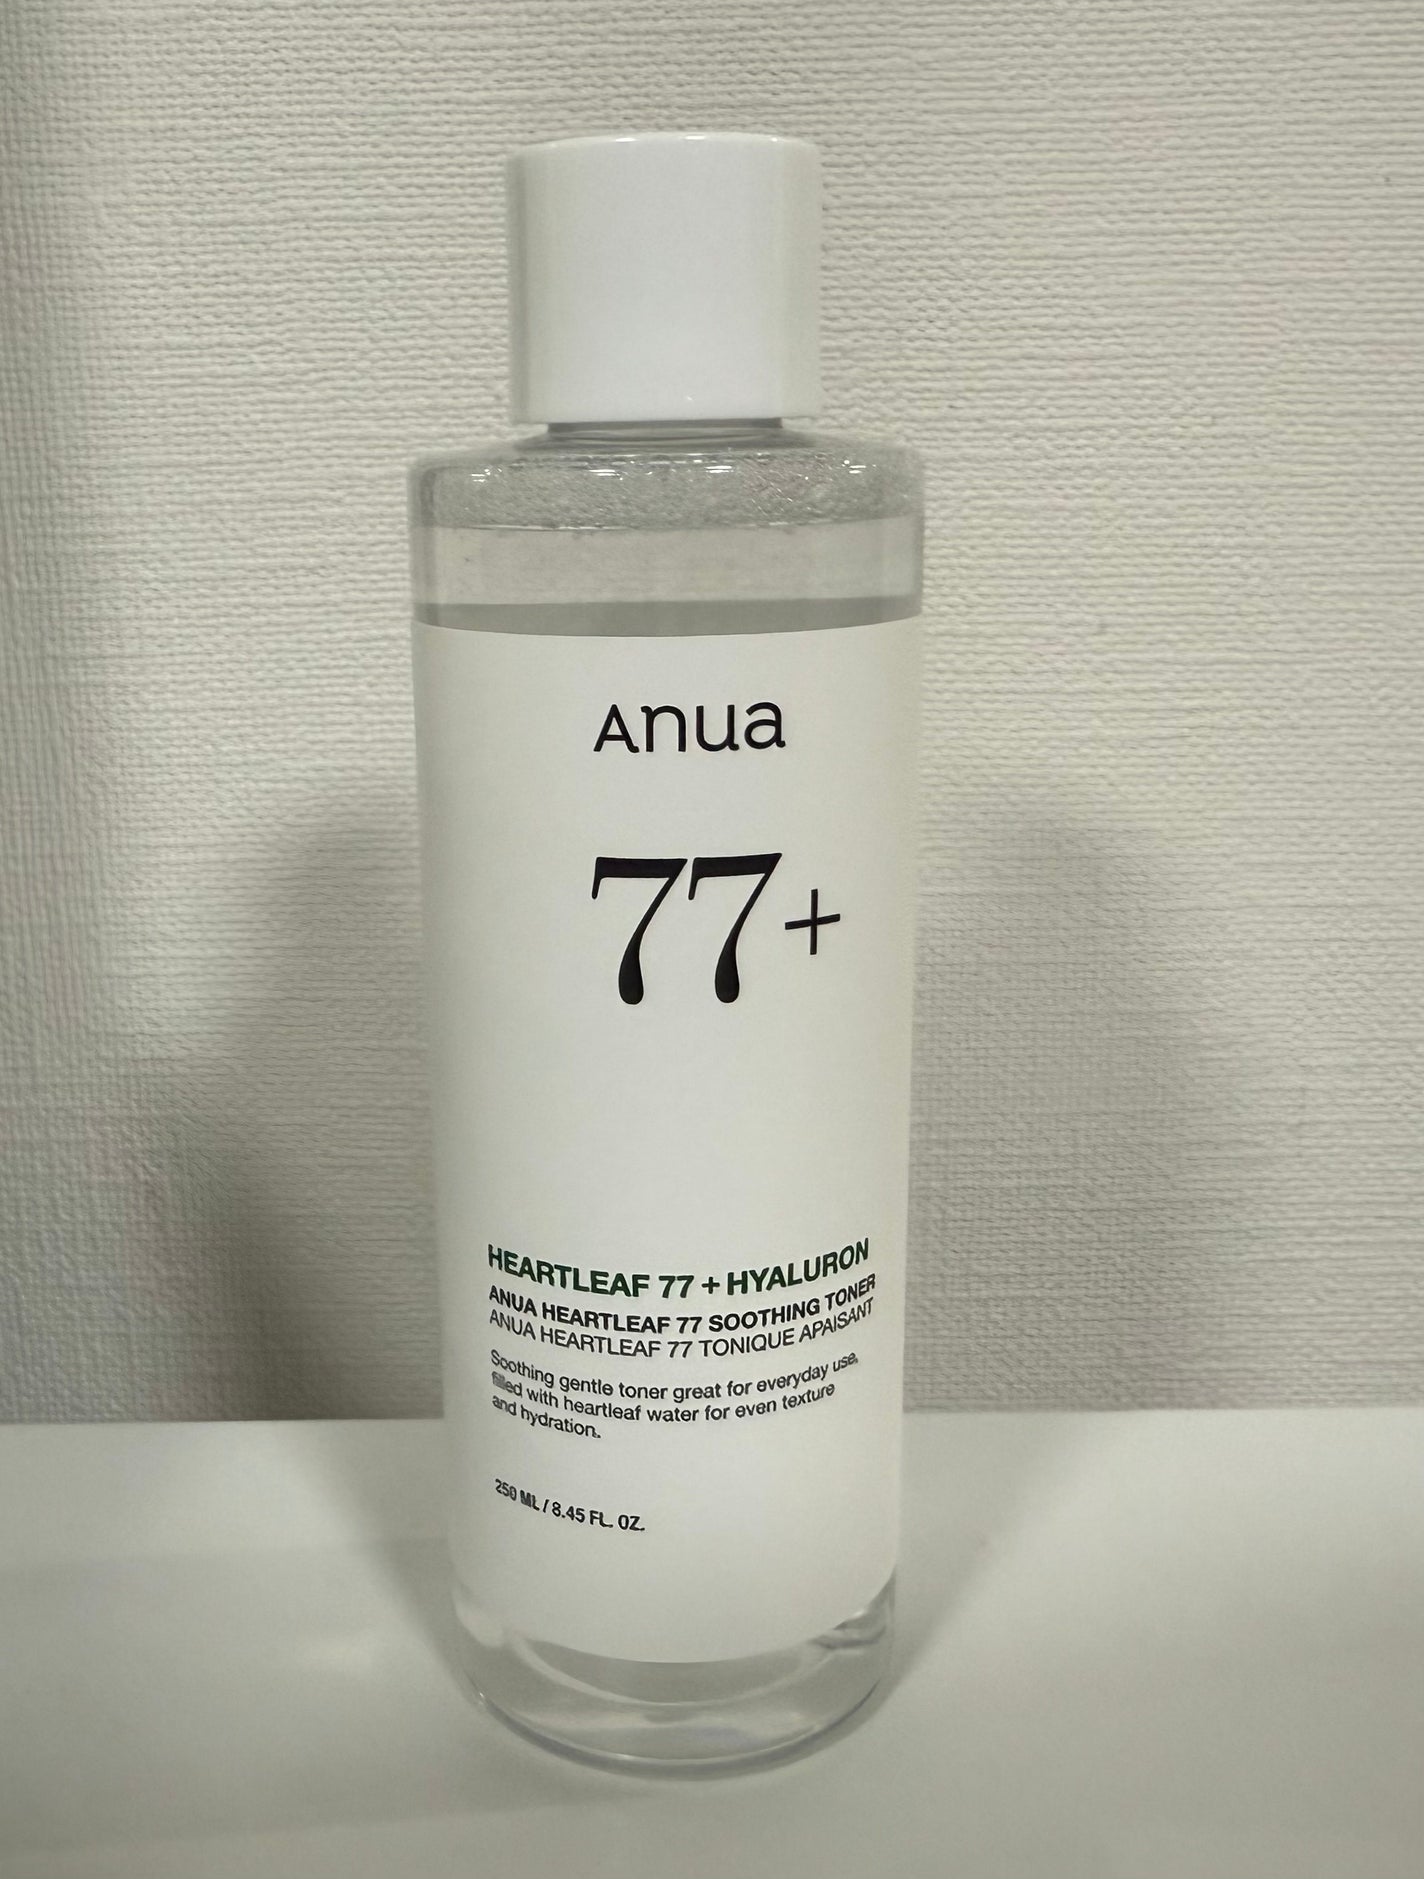 Anua
77+
HEARTLEAF 77 + HYALURON
ANUA HEARTLEAF 77 SOOTHING TONER
ANUA HEARTLEAF 77 TONIQUE APAISANT
Soothing gentle toner great for everyday use,
filled with heartleaf water for even texture
and hydration.
250 ML / 8.45 FL. OZ.